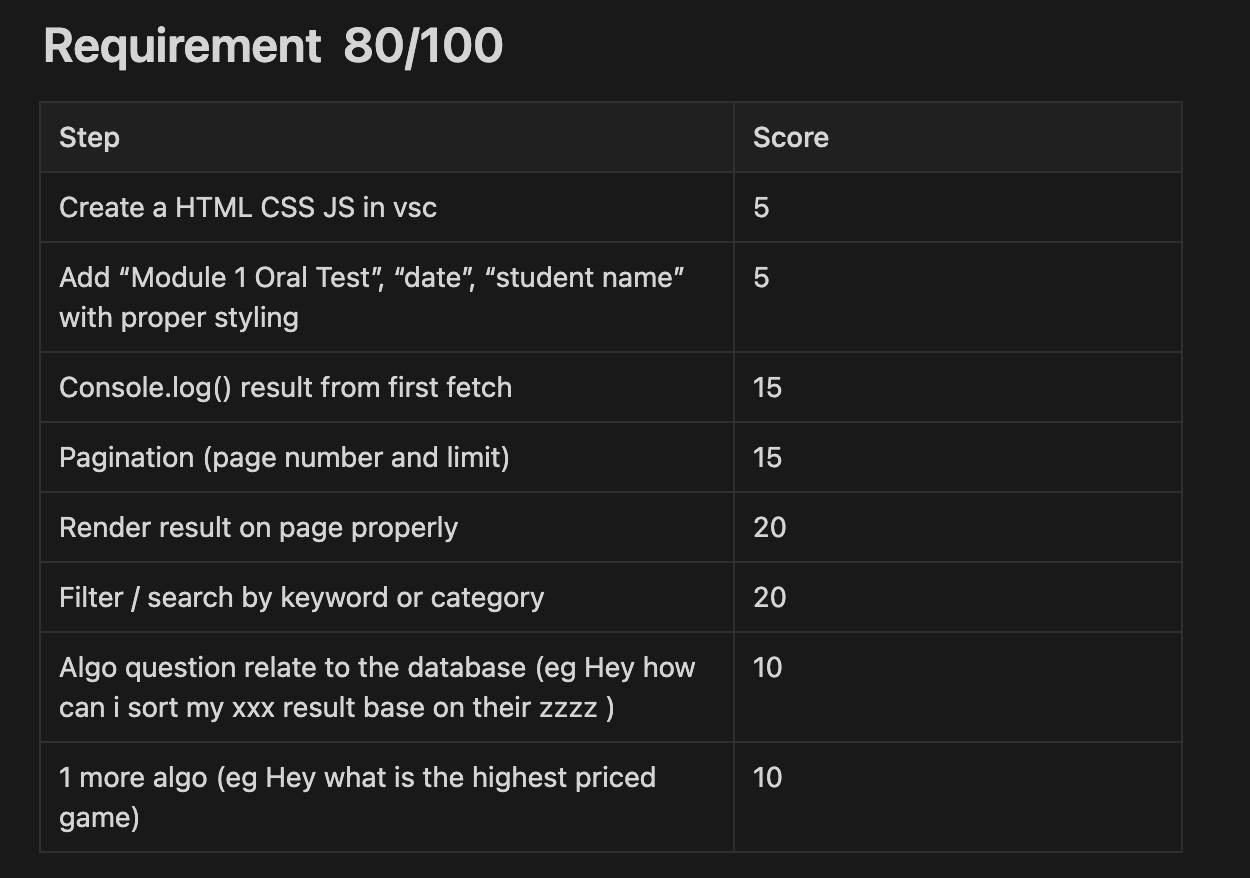 Requirement 80/100
Step Score
Create a HTML CSS JS in vsc 5
Add “Module 1 Oral Test”, “date”, “student name” 5
with proper styling
Console.log() result from first fetch 15
Pagination (page number and limit) 15
Render result on page properly 20
Filter / search by keyword or category 20
Algo question relate to the database (eg Hey how 10
can i sort my xxx result base on their zzzz )
1 more algo (eg Hey what is the highest priced 10
game)